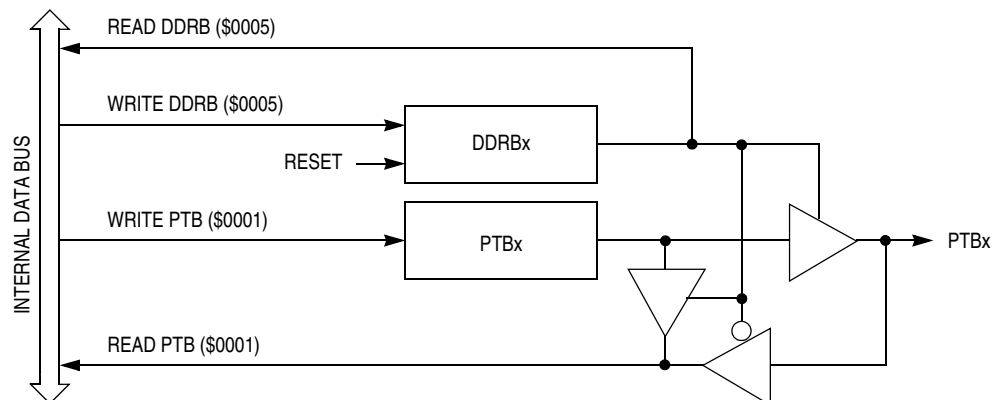 READ DDRB ($0005)
WRITE DDRB ($0005)
DDRBx
RESET
INTERNAL DATA BUS
WRITE PTB ($0001)
PTBx
PTBx
READ PTB ($0001)